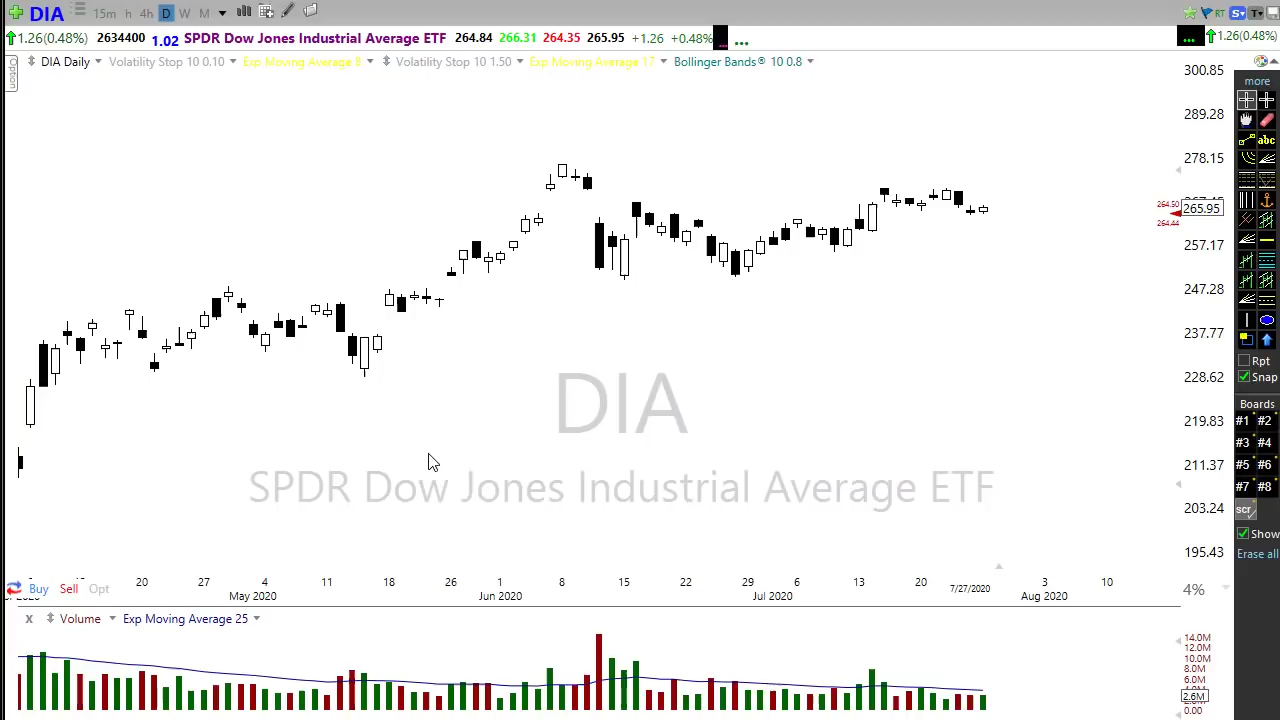 DIA 15m h 4h D W M RT S T
1.26(0.48%) 2634400 1.02 SPDR Dow Jones Industrial Average ETF 264.84 266.31 264.35 265.95 +1.26 +0.48% ... ... 1.26(0.48%)
Option
DIA Daily Volatility Stop 10 0.10 Exp Moving Average 8 Volatility Stop 10 1.50 Exp Moving Average 17 Bollinger Bands® 10 0.8
300.85
more
289.28
abc
278.15
264.50
265.95
264.44
257.17
247.28
237.77
Rpt
228.62
Snap
DIA
Boards
219.83
#1 #2
#3 #4
211.37
#5 #6
SPDR Dow Jones Industrial Average ETF
#7 #8
203.24
scr
Show
195.43
Erase all
20 27 4 11 18 26 1 8 15 22 29 6 13 20 7/27/2020 3 10
Buy Sell Opt 4%
May 2020 Jun 2020 Jul 2020 Aug 2020
x Volume Exp Moving Average 25
14.0M
12.0M
10.0M
8.0M
6.0M
2.6M
0.00